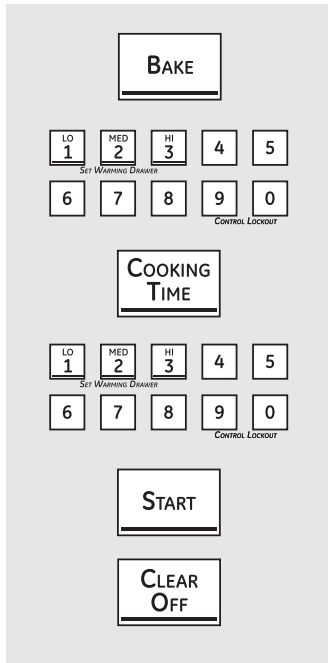 BAKE
LO MED HI
1 2 3 4 5
SET WARMING DRAWER
6 7 8 9 0
CONTROL LOCKOUT
COOKING
TIME
LO MED HI
1 2 3 4 5
SET WARMING DRAWER
6 7 8 9 0
CONTROL LOCKOUT
START
CLEAR
OFF